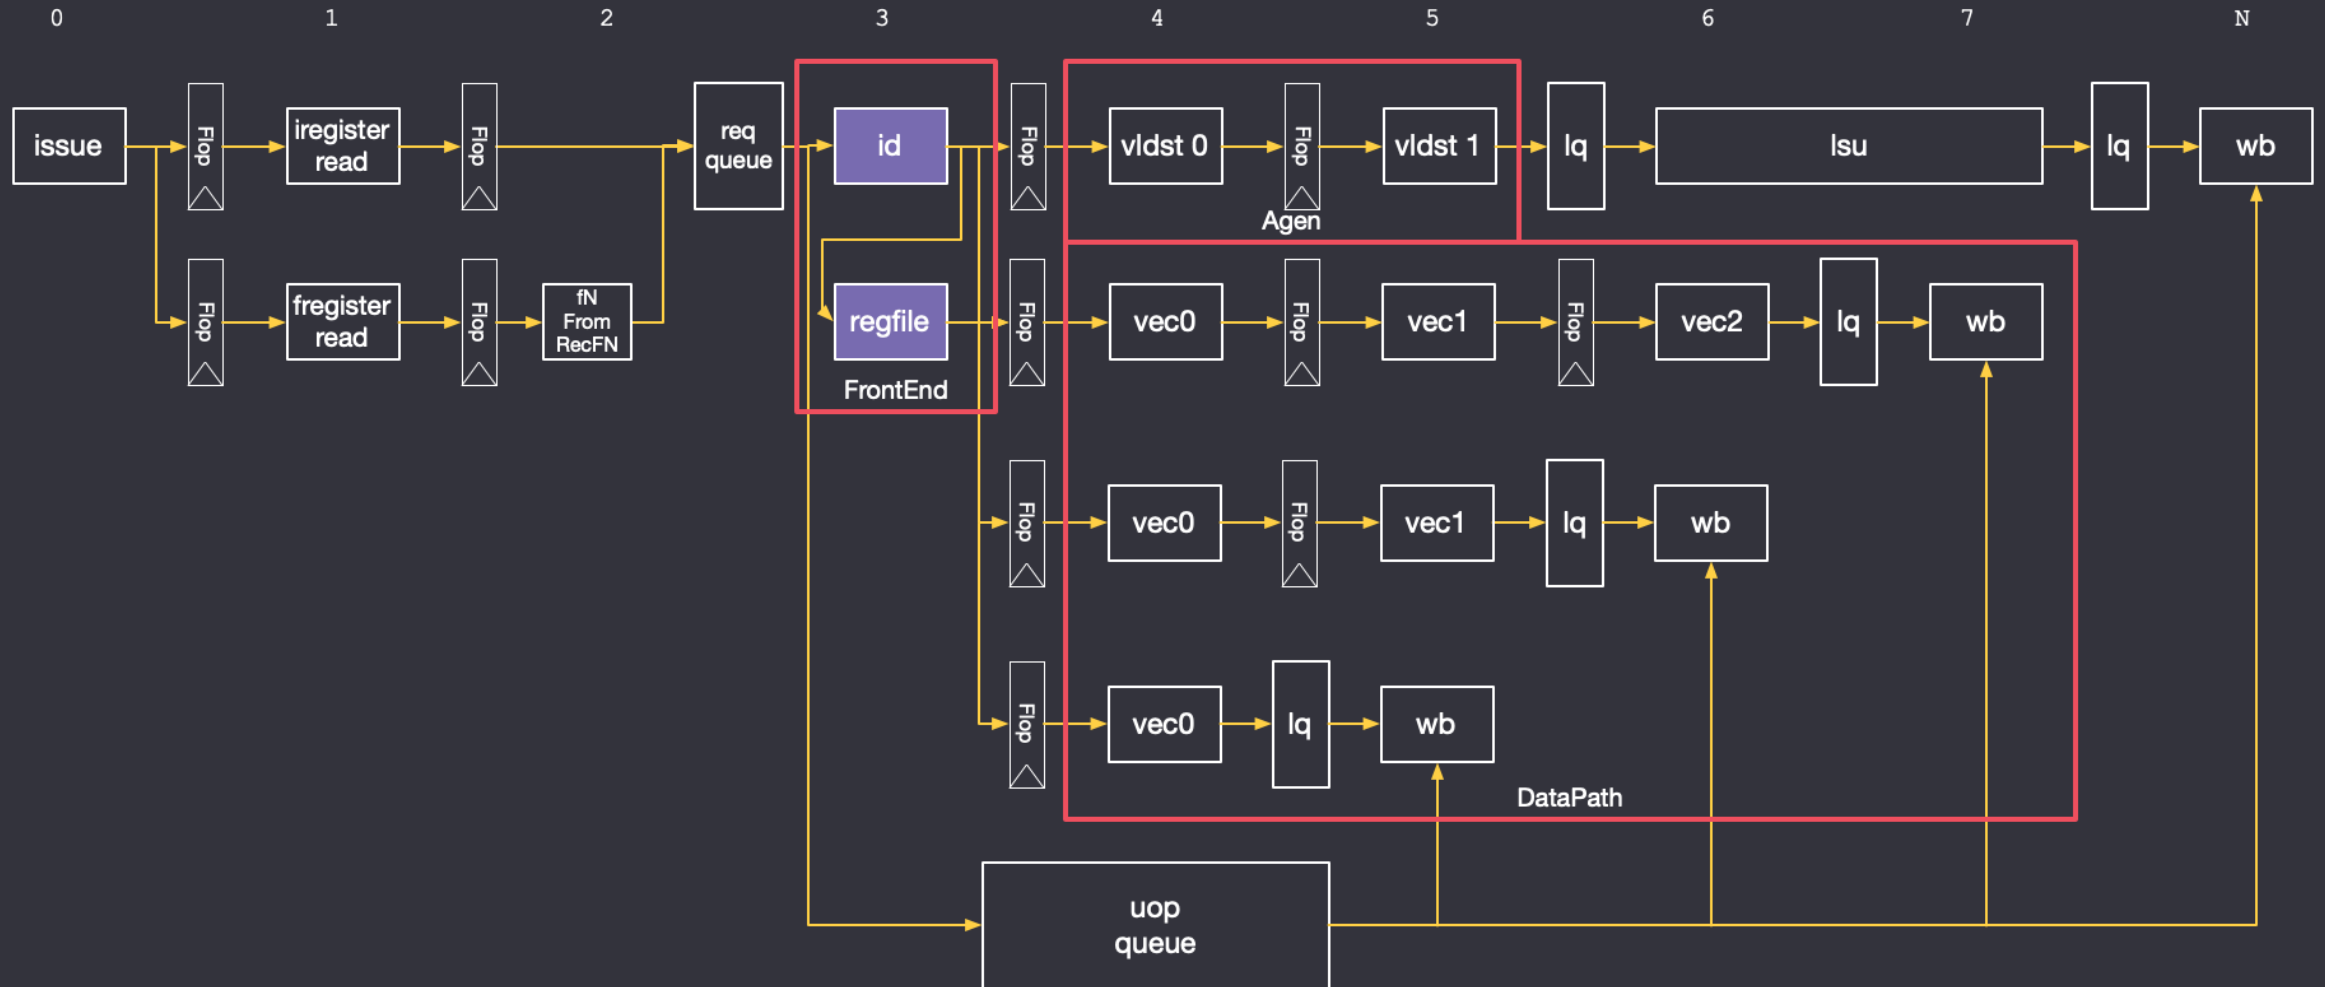 0 1 2 3 4 5 6 7 N
issue
Flop
iregister
read
Flop
req
queue
id
Flop
vldst 0
Flop
vldst 1
lq
lsu
lq
wb
Agen
Flop
fregister
read
Flop
fN
From
RecFN
regfile
Flop
vec0
Flop
vec1
Flop
vec2
lq
wb
FrontEnd
Flop
vec0
Flop
vec1
lq
wb
Flop
vec0
lq
wb
DataPath
uop
queue